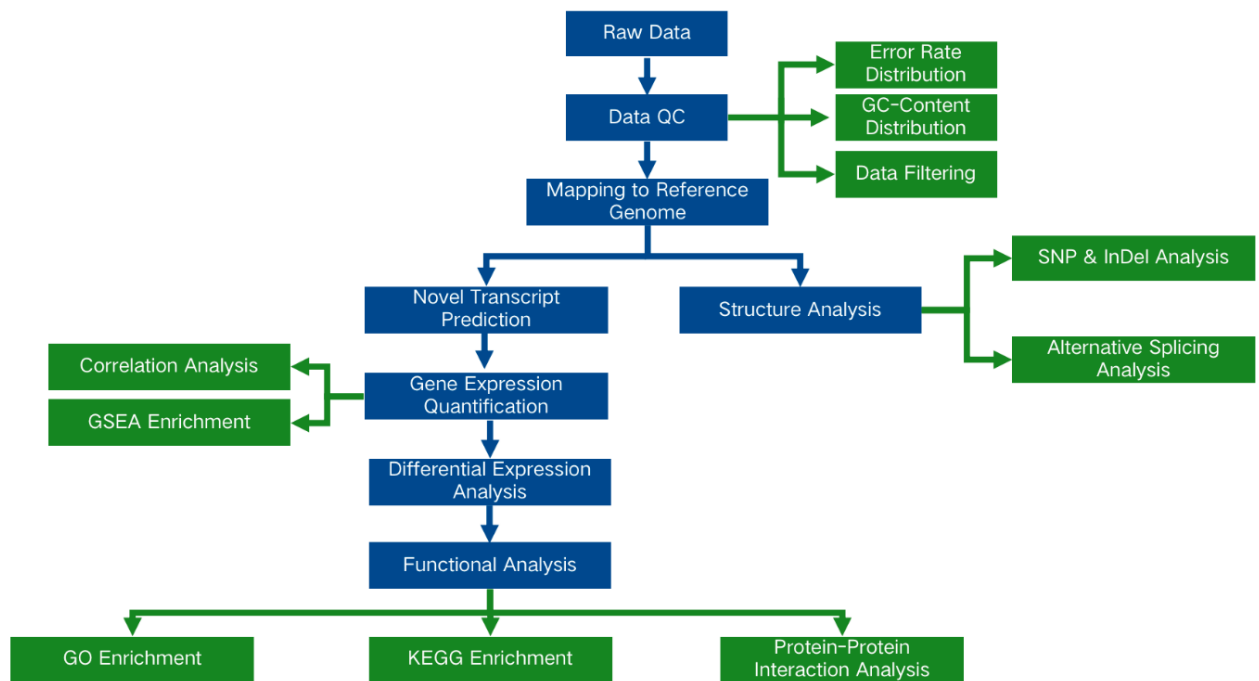 Raw Data
Error Rate
Distribution
Data QC
GC-Content
Distribution
Data Filtering
Mapping to Reference
Genome
SNP & InDel Analysis
Novel Transcript
Prediction
Structure Analysis
Alternative Splicing
Analysis
Correlation Analysis
Gene Expression
Quantification
GSEA Enrichment
Differential Expression
Analysis
Functional Analysis
GO Enrichment
KEGG Enrichment
Protein-Protein
Interaction Analysis